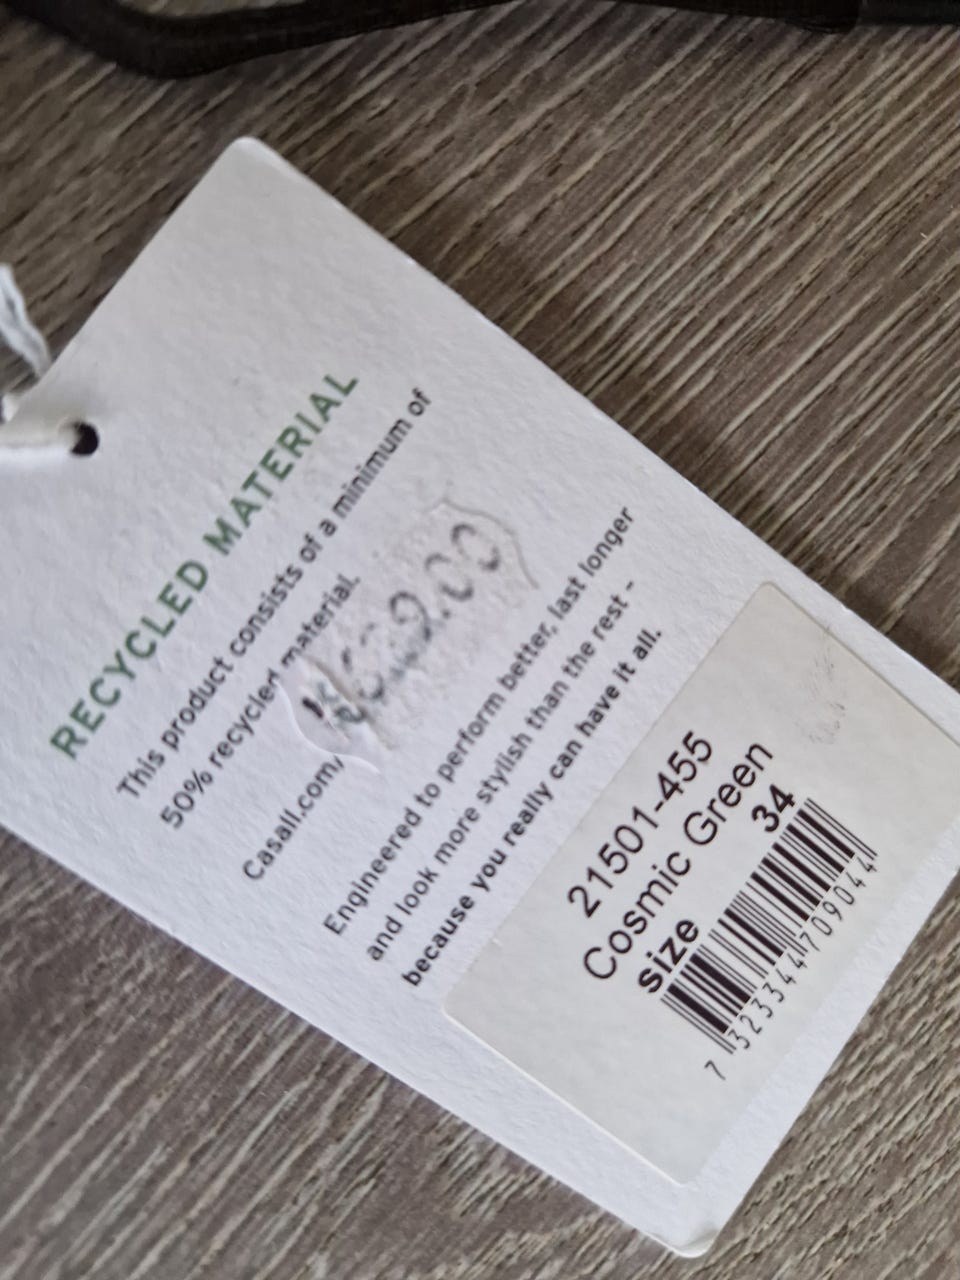 RECYCLED MATERIAL
This product consists of a minimum of
50% recycled material.
Casall.com/
Engineered to perform better, last longer
and look more stylish than the rest -
because you really can have it all.
21501-455
Cosmic Green
size 34
7 323344 709044